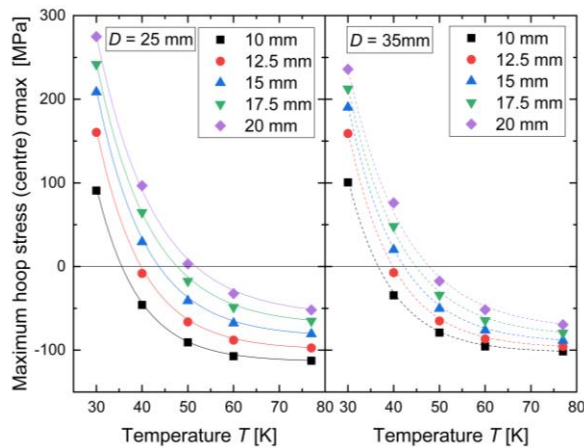 Maximum hoop stress (centre) σmax [MPa]
300
200
100
0
-100
D = 25 mm
10 mm
12.5 mm
15 mm
17.5 mm
20 mm
D = 35mm
10 mm
12.5 mm
15 mm
17.5 mm
20 mm
30 40 50 60 70 80 30 40 50 60 70 80
Temperature T [K] Temperature T [K]